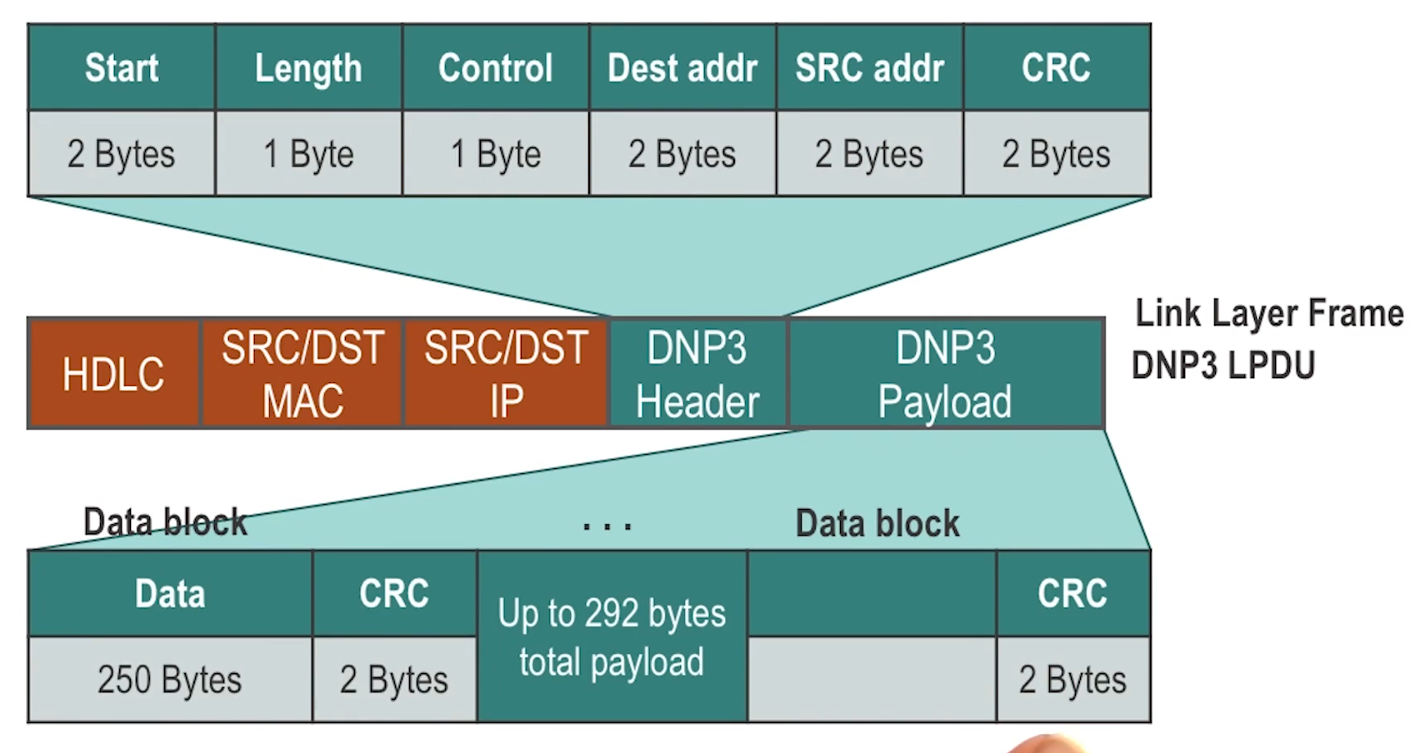 Start Length Control Dest addr SRC addr CRC
2 Bytes 1 Byte 1 Byte 2 Bytes 2 Bytes 2 Bytes
Link Layer Frame
DNP3 LPDU
HDLC
SRC/DST
MAC
SRC/DST
IP
DNP3
Header
DNP3
Payload
Data block ... Data block
Data CRC
Up to 292 bytes
total payload
CRC
250 Bytes 2 Bytes
2 Bytes